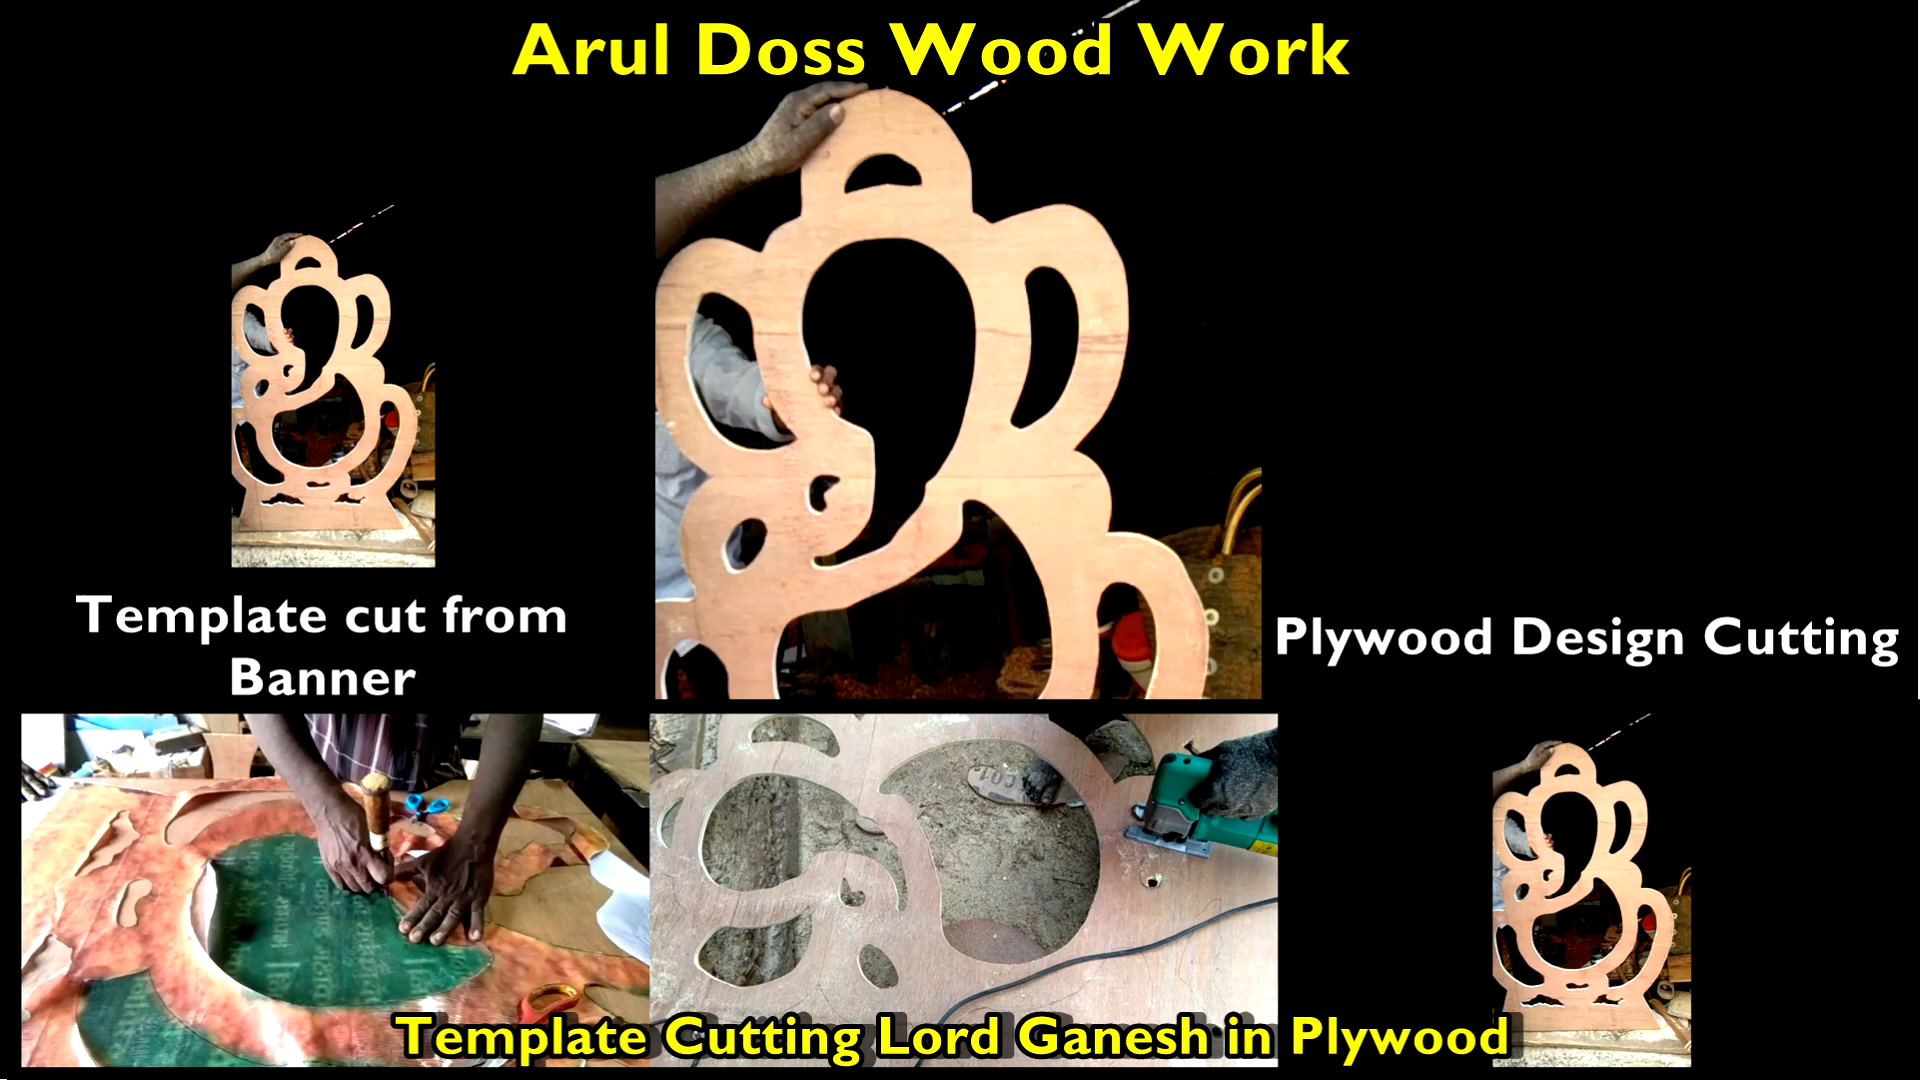 Arul Doss Wood Work
Template cut from
Banner
Plywood Design Cutting
Template Cutting Lord Ganesh in Plywood